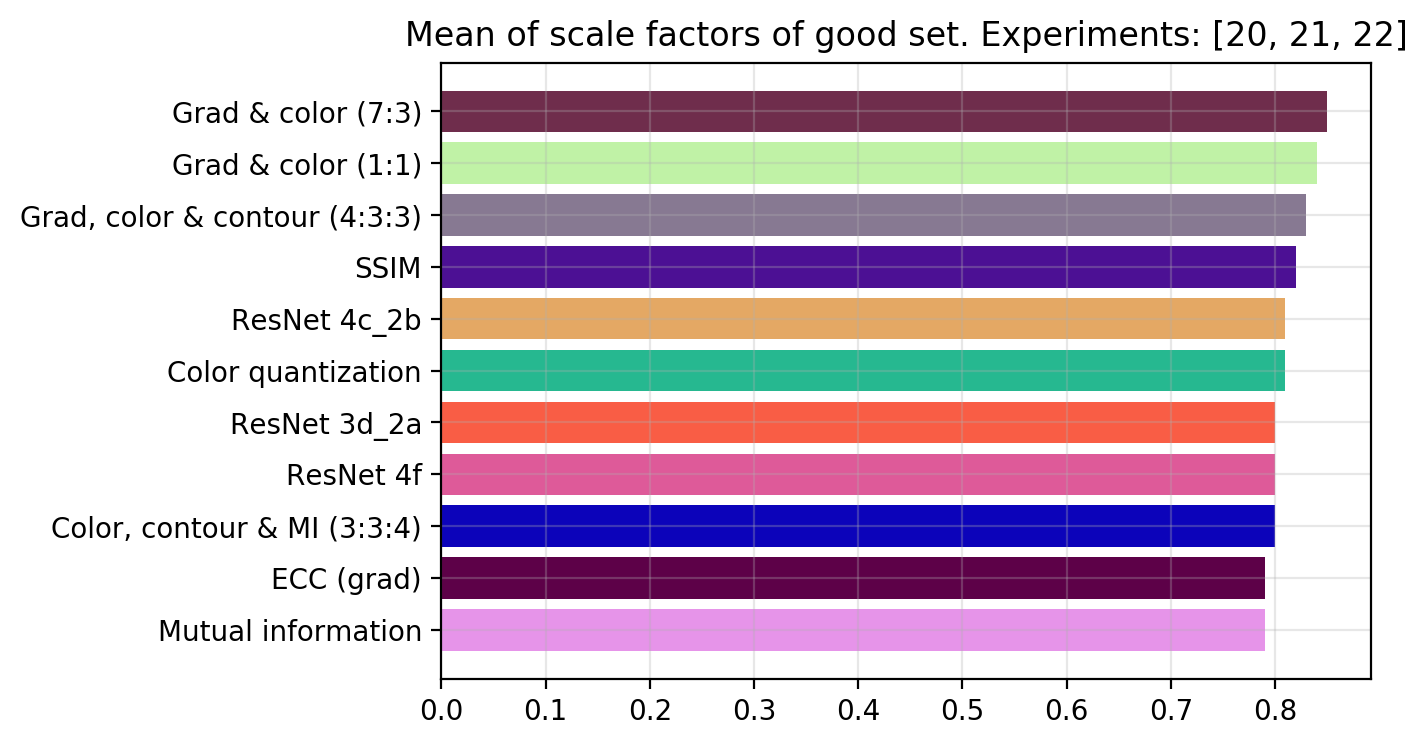 Mean of scale factors of good set. Experiments: [20, 21, 22]
Grad & color (7:3)
Grad & color (1:1)
Grad, color & contour (4:3:3)
SSIM
ResNet 4c_2b
Color quantization
ResNet 3d_2a
ResNet 4f
Color, contour & MI (3:3:4)
ECC (grad)
Mutual information
0.0 0.1 0.2 0.3 0.4 0.5 0.6 0.7 0.8